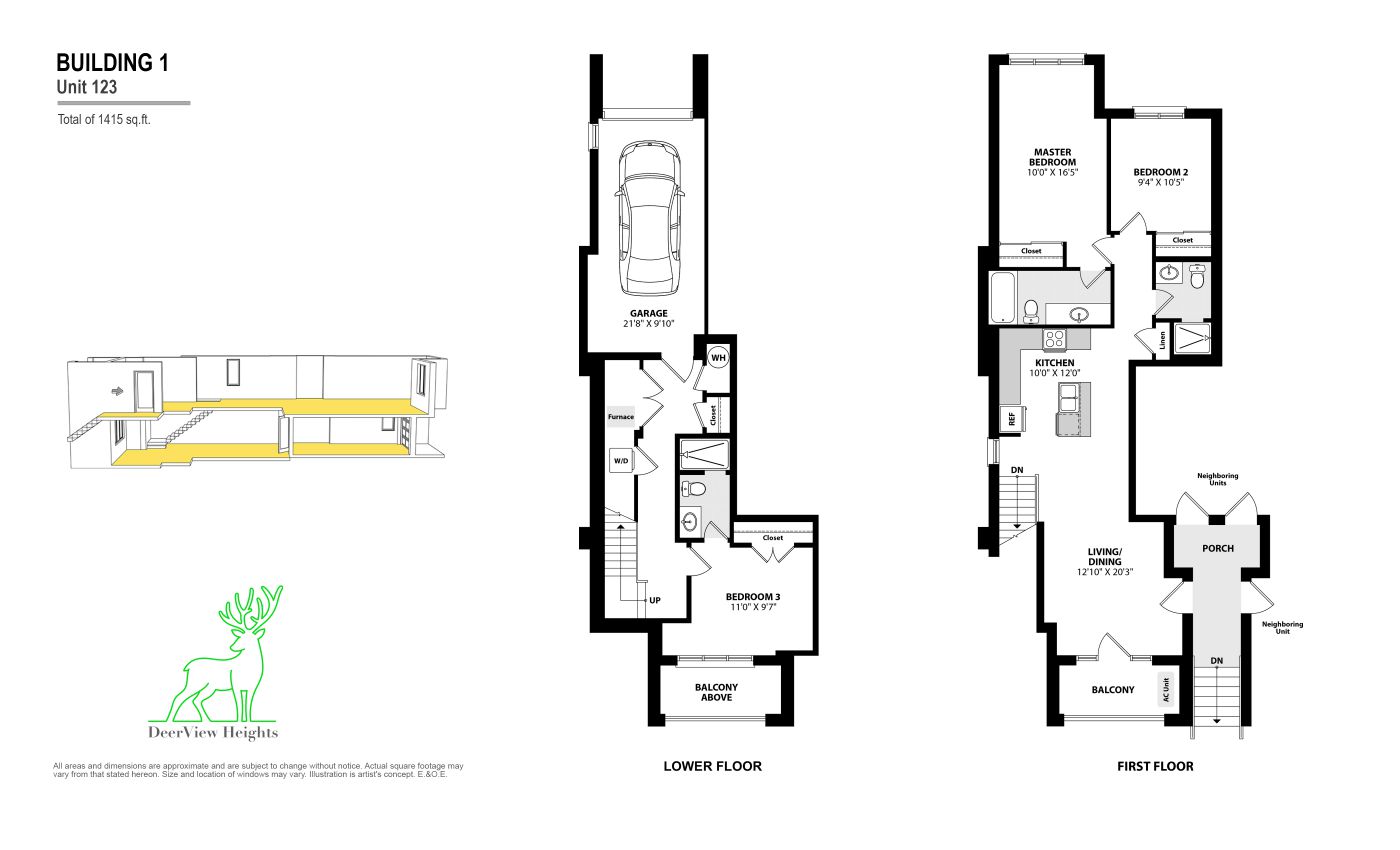 BUILDING 1
Unit 123
Total of 1415 sq.ft.
DeerView Heights
All areas and dimensions are approximate and are subject to change without notice. Actual square footage may
vary from that stated hereon. Size and location of windows may vary. Illustration is artist's concept. E.&O.E.
GARAGE
21'8" X 9'10"
WH
Closet
Furnace
W/D
Closet
UP
BEDROOM 3
11'0" X 9'7"
BALCONY
ABOVE
LOWER FLOOR
MASTER
BEDROOM
10'0" X 16'5"
BEDROOM 2
9'4" X 10'5"
Closet
Closet
Linen
KITCHEN
10'0" X 12'0"
REF
DN
Neighboring
Units
PORCH
LIVING/
DINING
12'10" X 20'3"
Neighboring
Unit
DN
BALCONY
AC Unit
FIRST FLOOR